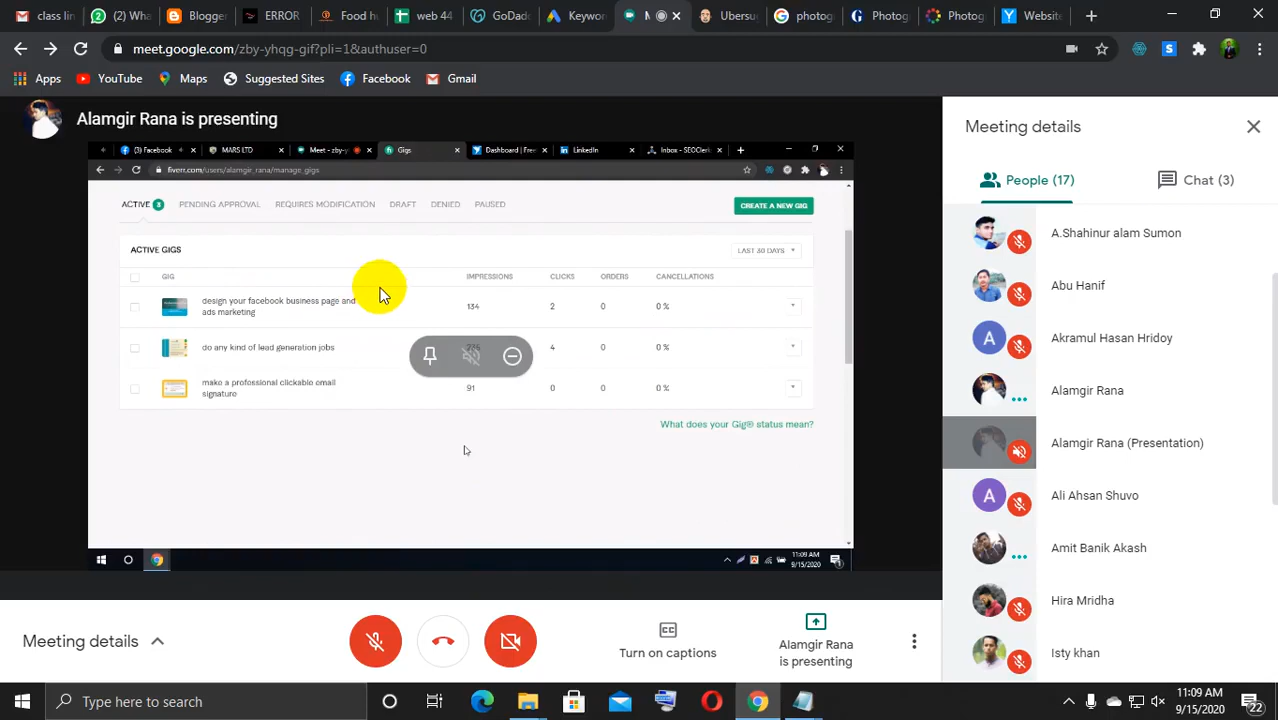 class li
(2) Wha
Blogger
ERROR
Food h
web 44
GoDad
Keywor
M
Ubersu
photog
Photog
Photog
Website
meet.google.com/zby-yhqg-gif?pli=1&authuser=0
Apps
YouTube
Maps
Suggested Sites
Facebook
Gmail
Alamgir Rana is presenting
(3) Facebook
MARS LTD
Meet - zby-y
Gigs
Dashboard | Free
LinkedIn
Inbox - SEOClerk
fiverr.com/users/alamgir_rana/manage_gigs
ACTIVE 3
PENDING APPROVAL
REQUIRES MODIFICATION
DRAFT
DENIED
PAUSED
CREATE A NEW GIG
ACTIVE GIGS
LAST 30 DAYS
GIG IMPRESSIONS CLICKS ORDERS CANCELLATIONS
design your facebook business page and
ads marketing
134 2 0 0 %
do any kind of lead generation jobs
4 0 0 %
make a professional clickable email
signature
91 0 0 0 %
What does your Gig® status mean?
11:09 AM
9/15/2020
Meeting details
Turn on captions
Alamgir Rana
is presenting
Meeting details
People (17)
Chat (3)
A.Shahinur alam Sumon
Abu Hanif
A
Akramul Hasan Hridoy
Alamgir Rana
Alamgir Rana (Presentation)
A
Ali Ahsan Shuvo
Amit Banik Akash
Hira Mridha
Isty khan
Type here to search
11:09 AM
9/15/2020
22